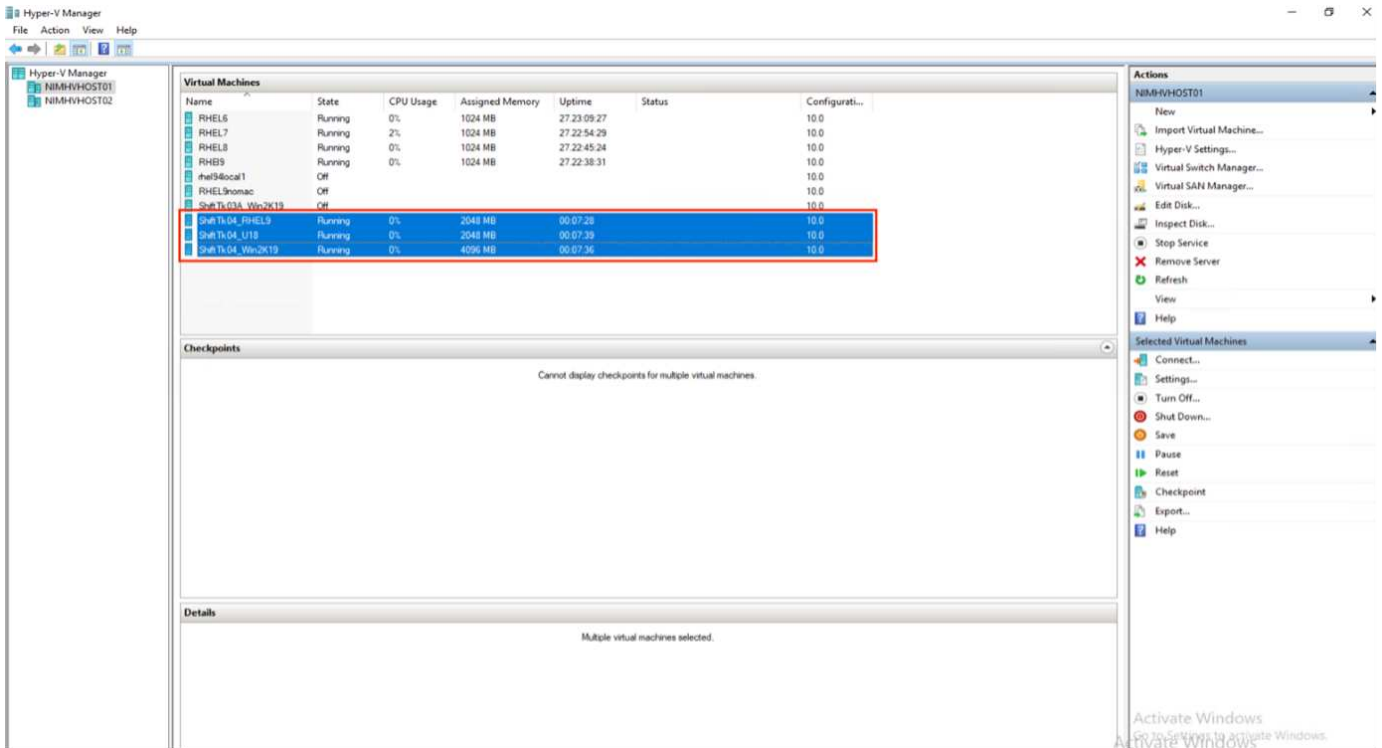 Hyper-V Manager
File Action View Help
Hyper-V Manager
NIMHVHOST01
NIMHVHOST02
Virtual Machines
Name State CPU Usage Assigned Memory Uptime Status Configurati...
RHEL6 Running 0% 1024 MB 27.23:09:27 10.0
RHEL7 Running 2% 1024 MB 27.22:54:29 10.0
RHEL8 Running 0% 1024 MB 27.22:45:24 10.0
Running 0% 1024 MB 27.22:38:31 10.0
rhel94local1 Off 10.0
RHEL9nomac Off 10.0
ShiftTk03A_Win2K19 Off 10.0
ShiftTk04_RHEL9 Running 0% 2048 MB 00:07:28 10.0
ShiftTk04_U18 Running 0% 2048 MB 00:07:39 10.0
ShiftTk04_Win2K19 Running 0% 4096 MB 00:07:36 10.0
Checkpoints
Cannot display checkpoints for multiple virtual machines.
Details
Multiple virtual machines selected.
Actions
NIMHVHOST01
New
Import Virtual Machine...
Hyper-V Settings...
Virtual Switch Manager...
Virtual SAN Manager...
Edit Disk...
Inspect Disk...
Stop Service
Remove Server
Refresh
View
Help
Selected Virtual Machines
Connect...
Settings...
Turn Off...
Shut Down...
Save
Pause
Reset
Checkpoint
Export...
Help
Activate Windows
Go to Settings to activate Windows.
Activate Windows